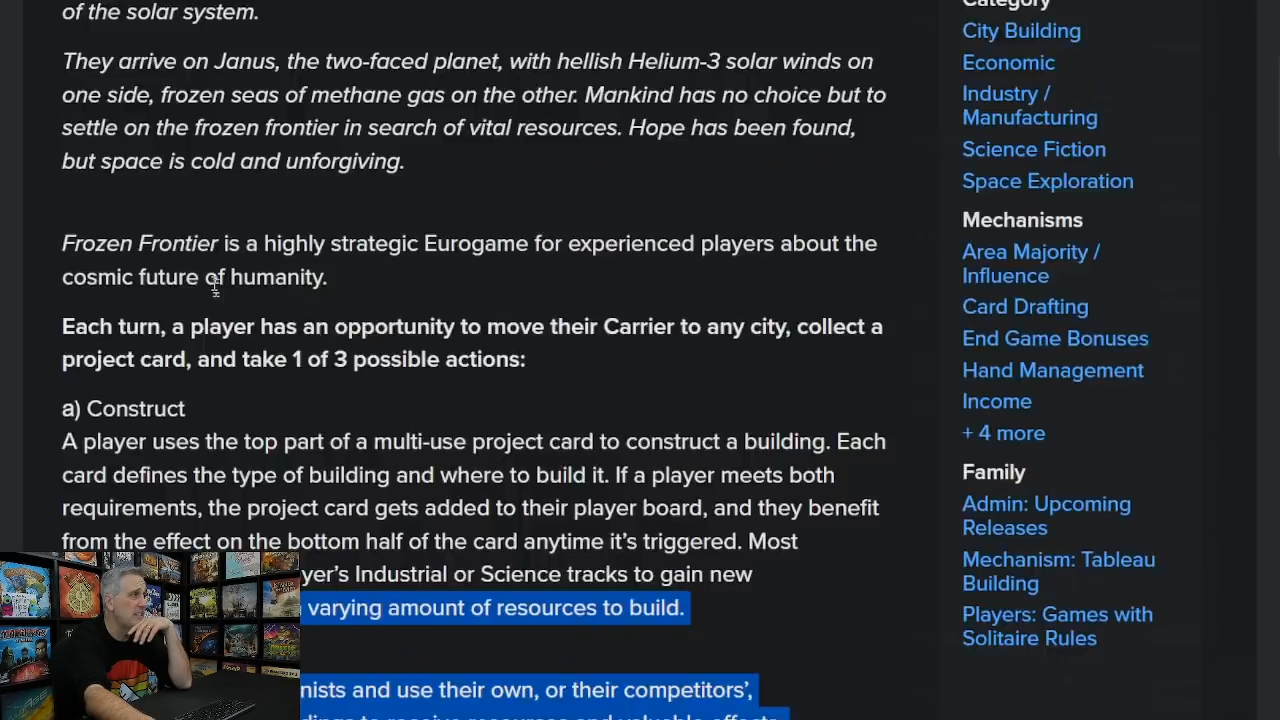 of the solar system.
They arrive on Janus, the two-faced planet, with hellish Helium-3 solar winds on
one side, frozen seas of methane gas on the other. Mankind has no choice but to
settle on the frozen frontier in search of vital resources. Hope has been found,
but space is cold and unforgiving.
Frozen Frontier is a highly strategic Eurogame for experienced players about the
cosmic future of humanity.
Each turn, a player has an opportunity to move their Carrier to any city, collect a
project card, and take 1 of 3 possible actions:
a) Construct
A player uses the top part of a multi-use project card to construct a building. Each
card defines the type of building and where to build it. If a player meets both
requirements, the project card gets added to their player board, and they benefit
from the effect on the bottom half of the card anytime it's triggered. Most
yer's Industrial or Science tracks to gain new
varying amount of resources to build.
nists and use their own, or their competitors',
dings to receive resources and valuable effects
Category
City Building
Economic
Industry /
Manufacturing
Science Fiction
Space Exploration
Mechanisms
Area Majority /
Influence
Card Drafting
End Game Bonuses
Hand Management
Income
+ 4 more
Family
Admin: Upcoming
Releases
Mechanism: Tableau
Building
Players: Games with
Solitaire Rules